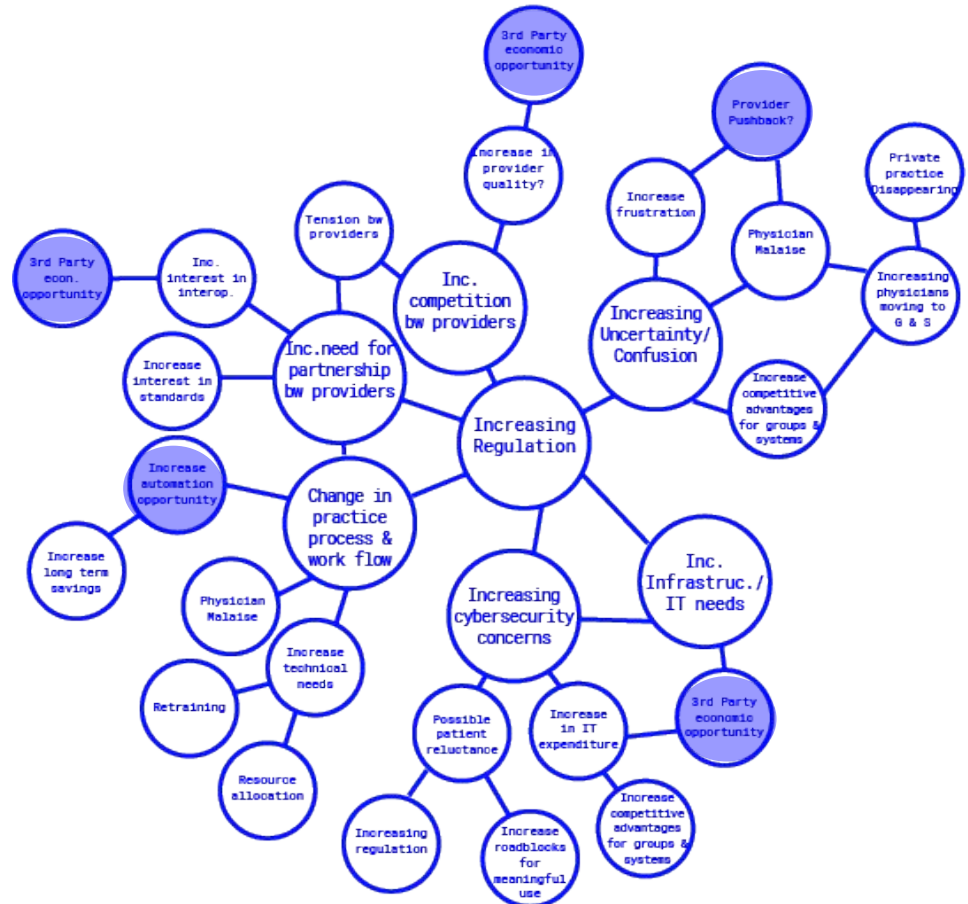 3rd Party
economic
opportunity
Provider
Pushback?
Increase in
provider
quality?
Private
practice
Disappearing
Increase
frustration
Tension bw
providers
Physician
Malaise
3rd Party
econ.
opportunity
Inc.
interest in
interop.
Inc.
competition
bw providers
Increasing
physicians
moving to
G & S
Increasing
Uncertainty/
Confusion
Inc.need for
partnership
bw providers
Increase
interest in
standards
Increase
competitive
advantages
for groups &
systems
Increasing
Regulation
Increase
automation
opportunity
Change in
practice
process &
work flow
Increase
long term
savings
Inc.
Infrastruc./
IT needs
Increasing
cybersecurity
concerns
Physician
Malaise
Increase
technical
needs
Retraining
Possible
patient
reluctance
Increase
in IT
expenditure
3rd Party
economic
opportunity
Resource
allocation
Increasing
regulation
Increase
roadblocks
for
meaningful
use
Increase
competitive
advantages
for groups &
systems